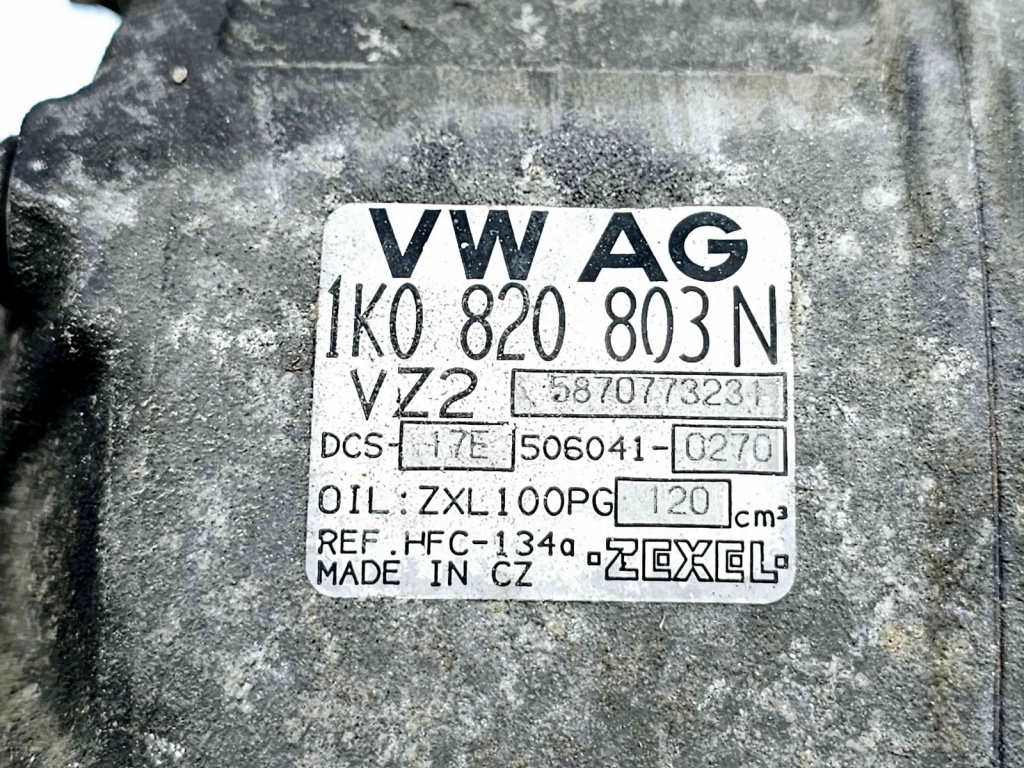 VW AG
1K0 820 803 N
VZ2 5870773231
DCS-17E 506041-0270
OIL:ZXL100PG 120 cm³
REF.HFC-134a ZEXEL
MADE IN CZ